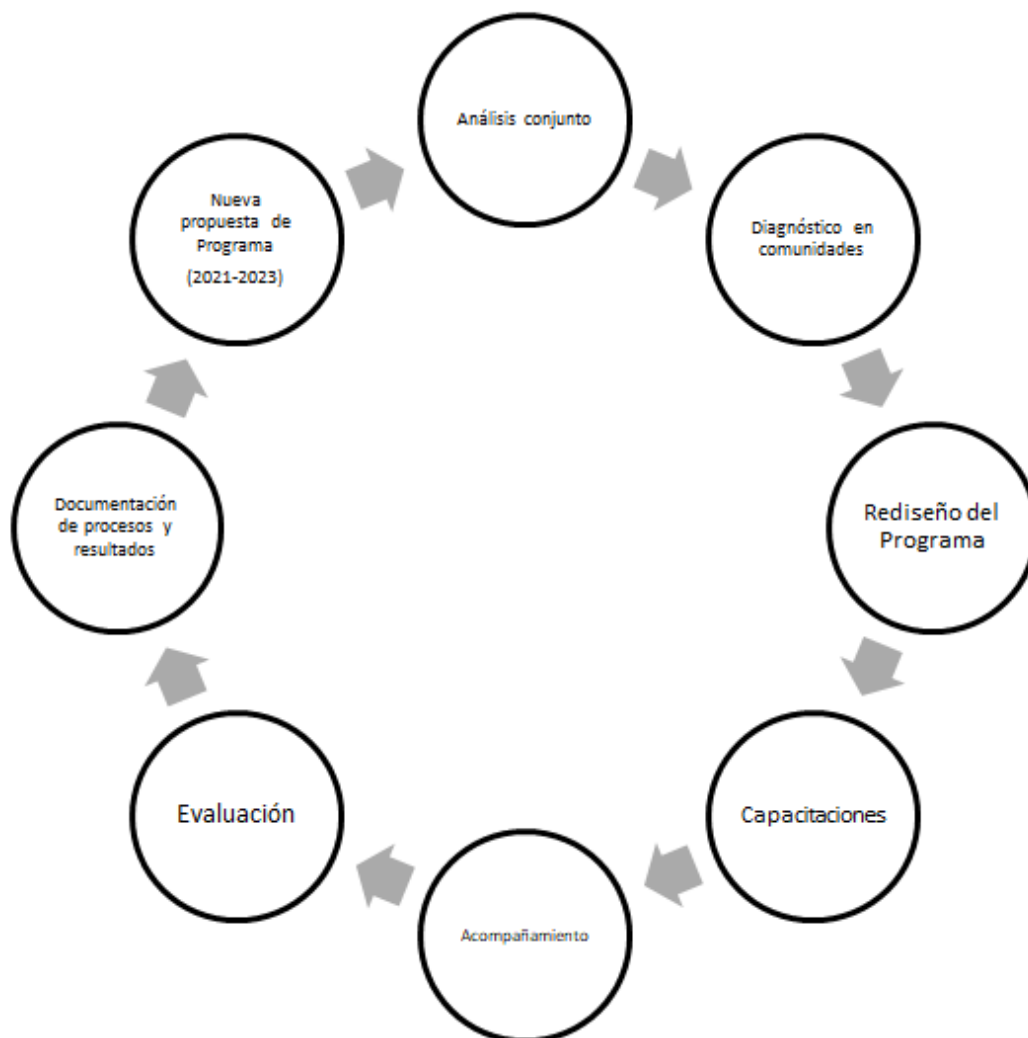 Análisis conjunto
Diagnóstico en
comunidades
Rediseño del
Programa
Capacitaciones
Acompañamiento
Evaluación
Documentación
de procesos y
resultados
Nueva
propuesta de
Programa
(2021-2023)